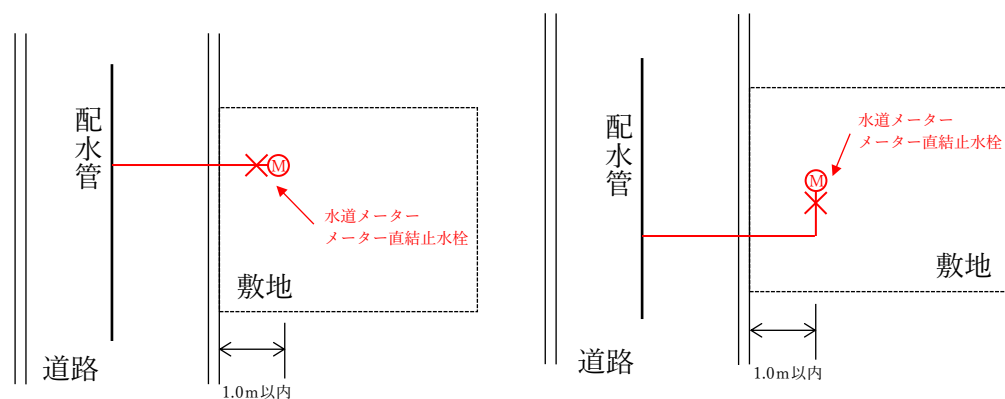 配水管
M
水道メーター
メーター直結止水栓
敷地
道路
1.0m以内
配水管
水道メーター
メーター直結止水栓
M
敷地
道路
1.0m以内